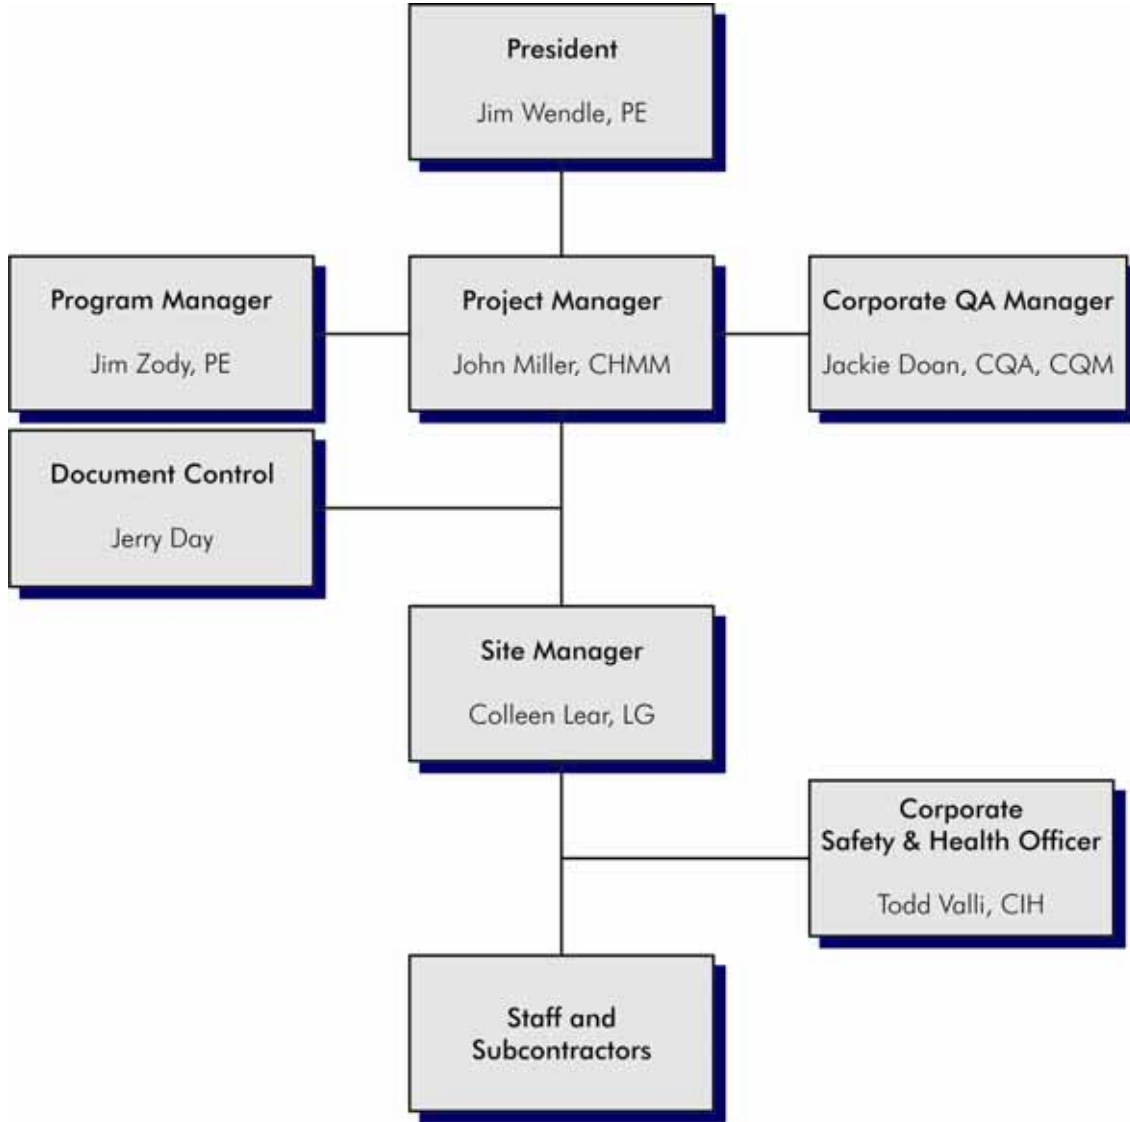 President
Jim Wendle, PE
Program Manager
Jim Zody, PE
Project Manager
John Miller, CHMM
Corporate QA Manager
Jackie Doan, CQA, CQM
Document Control
Jerry Day
Site Manager
Colleen Lear, LG
Corporate
Safety & Health Officer
Todd Valli, CIH
Staff and
Subcontractors